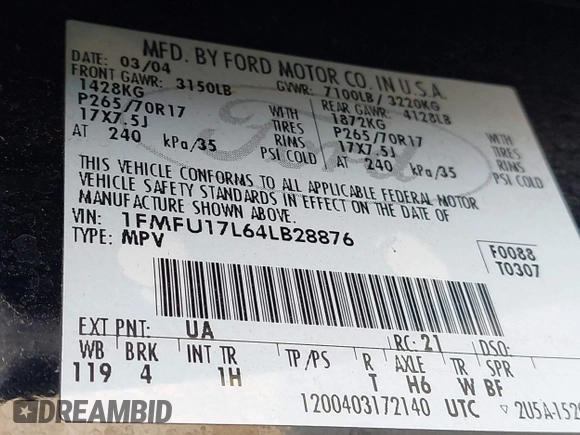 MFD. BY FORD MOTOR CO. IN U.S.A.
DATE: 03/04 GVWR: 7100LB / 3220KG
FRONT GAWR: 3150LB REAR GAWR: 4128LB
1428KG WITH 1872KG WITH
P265/70R17 TIRES P265/70R17 TIRES
17X7.5J RIMS 17X7.5J RIMS
AT 240 kPa/35 PSI COLD AT 240 kPa/35 PSI COLD
Ford
THIS VEHICLE CONFORMS TO ALL APPLICABLE FEDERAL MOTOR
VEHICLE SAFETY STANDARDS IN EFFECT ON THE DATE OF
MANUFACTURE SHOWN ABOVE.
VIN: 1FMFU17L64LB28876 F0088
TYPE: MPV T0307
EXT PNT: UA RC: 21 DSO:
WB BRK INT TR TP/PS R AXLE TR SPR
119 4 1H T H6 W BF
1200403172140 UTC ▽ 2U5A-152
DREAMBID